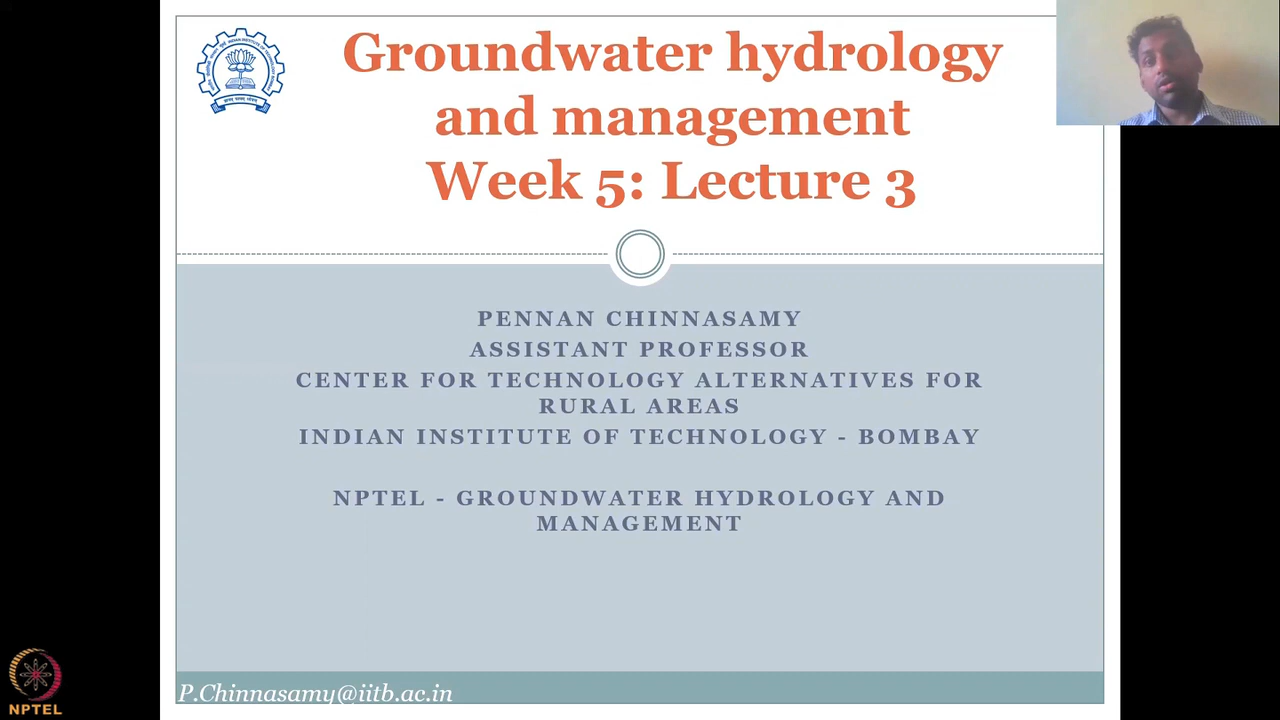 Groundwater hydrology
and management
Week 5: Lecture 3
PENNAN CHINNASAMY
ASSISTANT PROFESSOR
CENTER FOR TECHNOLOGY ALTERNATIVES FOR
RURAL AREAS
INDIAN INSTITUTE OF TECHNOLOGY - BOMBAY
NPTEL - GROUNDWATER HYDROLOGY AND
MANAGEMENT
P.Chinnasamy@iitb.ac.in
NPTEL